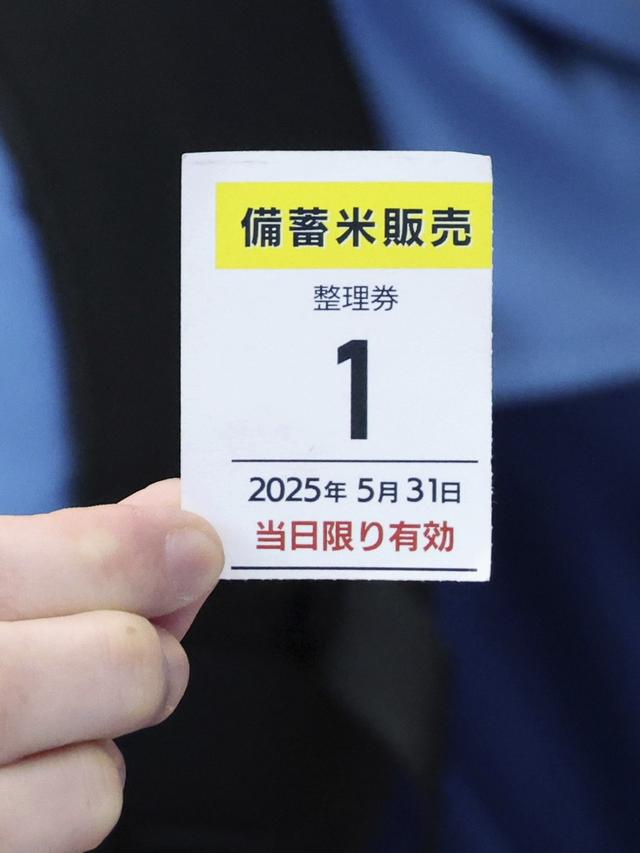 備蓄米販売
整理券
1
2025年 5月 31日
当日限り有効